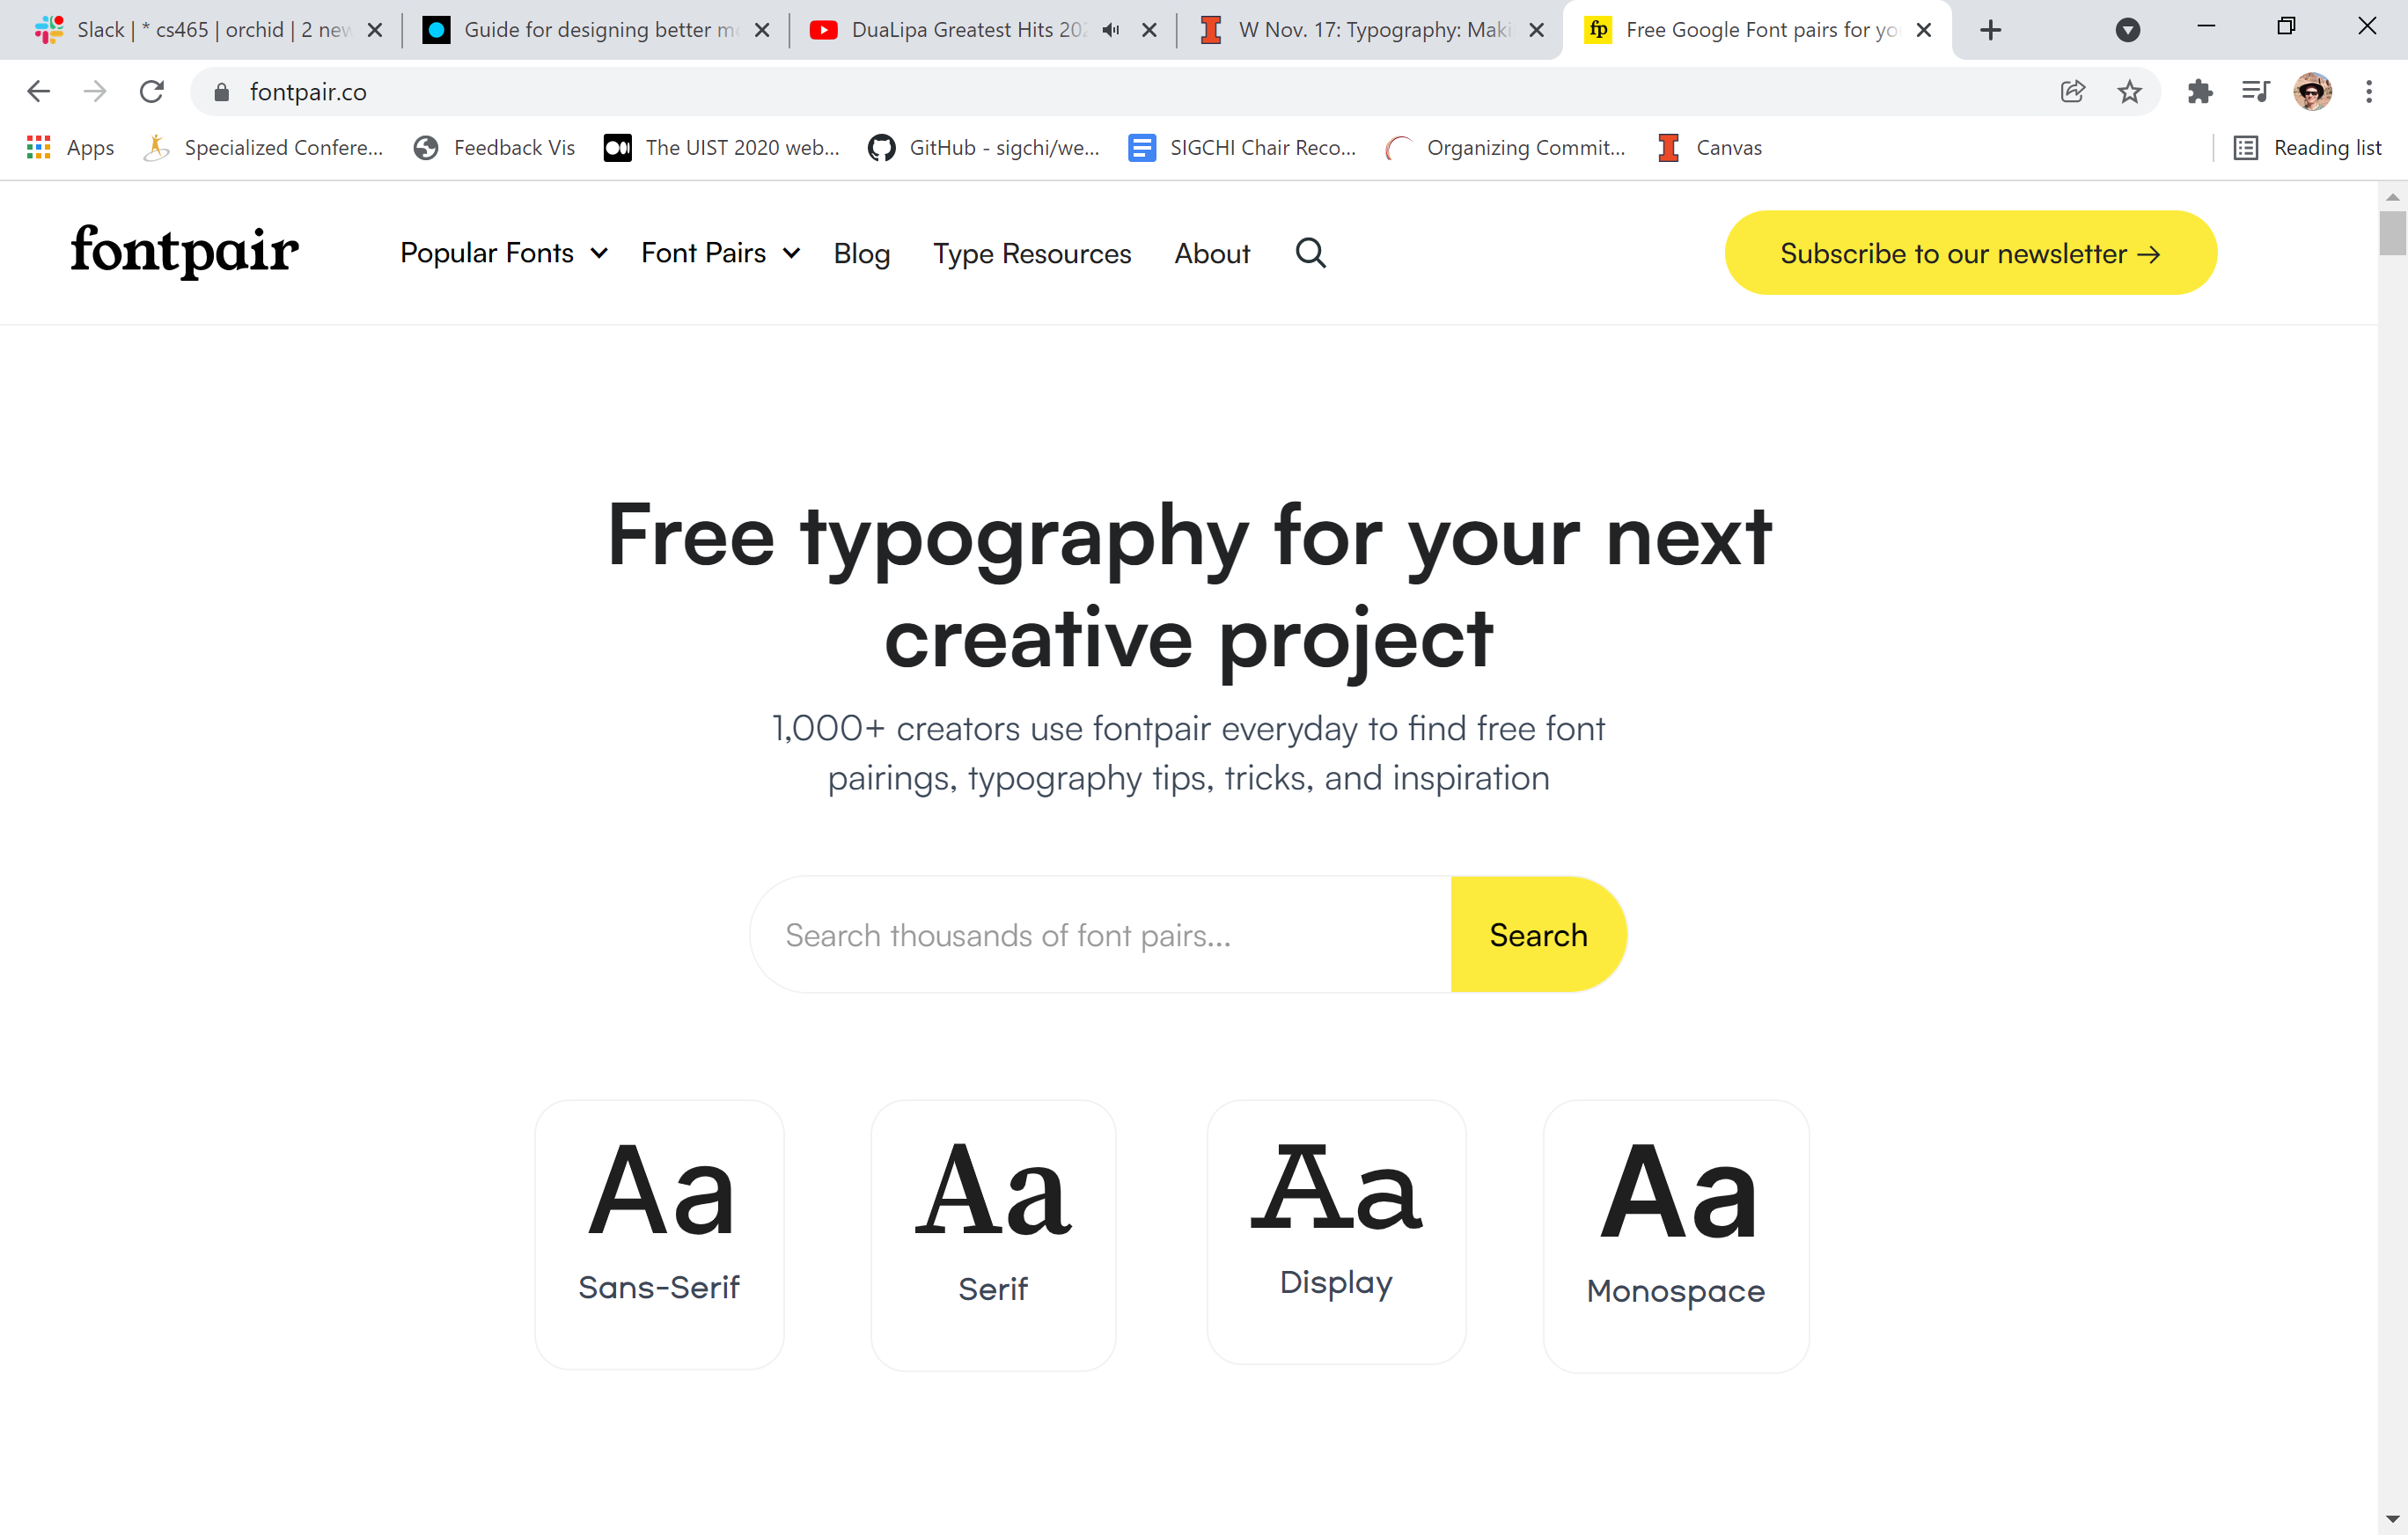 Slack | * cs465 | orchid | 2 new
Guide for designing better mo
DuaLipa Greatest Hits 202
W Nov. 17: Typography: Maki
fp
Free Google Font pairs for yo
fontpair.co
Apps
Specialized Confere...
Feedback Vis
The UIST 2020 web...
GitHub - sigchi/we...
SIGCHI Chair Reco...
Organizing Commit...
Canvas
Reading list
fontpair
Popular Fonts
Font Pairs
Blog
Type Resources
About
Subscribe to our newsletter →
Free typography for your next
creative project
1,000+ creators use fontpair everyday to find free font
pairings, typography tips, tricks, and inspiration
Search thousands of font pairs...
Search
Aa
Sans-Serif
Aa
Serif
Aa
Display
Aa
Monospace